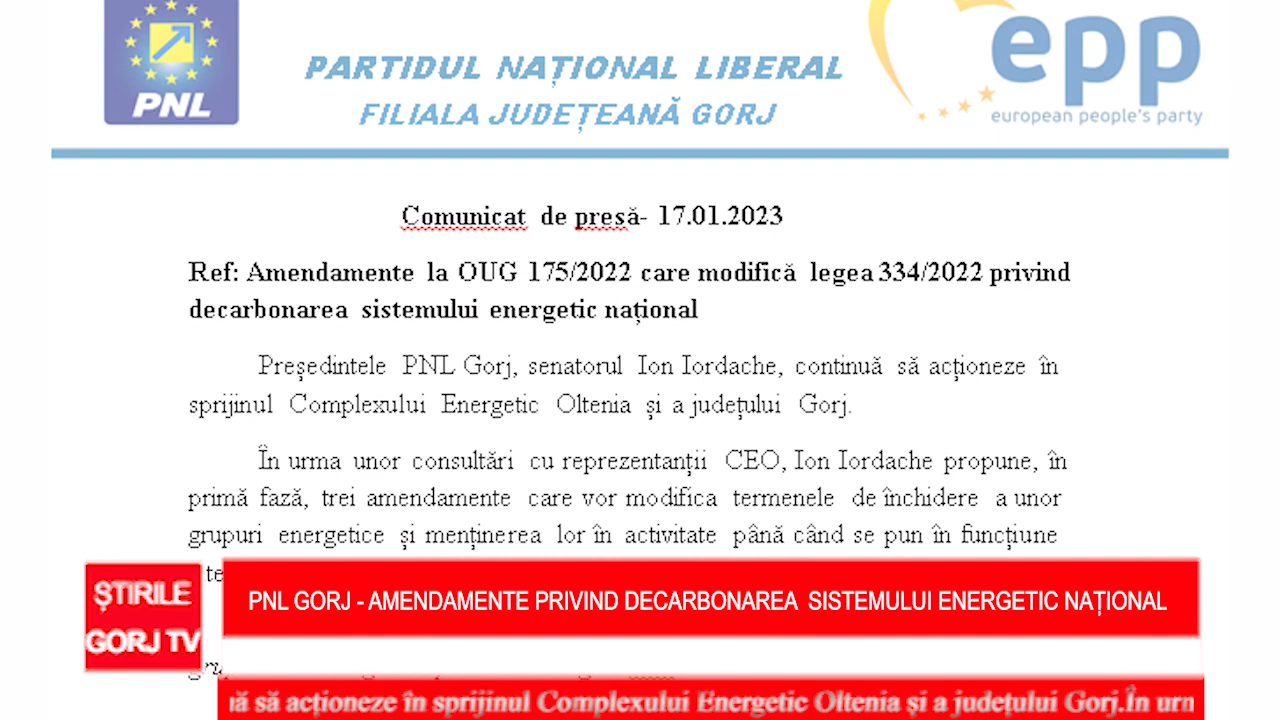 PNL
PARTIDUL NAȚIONAL LIBERAL
FILIALA JUDEȚEANĂ GORJ
epp
european people's party
Comunicat de presă- 17.01.2023
Ref: Amendamente la OUG 175/2022 care modifică legea 334/2022 privind
decarbonarea sistemului energetic național
Președintele PNL Gorj, senatorul Ion Iordache, continuă să acționeze în
sprijinul Complexului Energetic Oltenia și a județului Gorj.
În urma unor consultări cu reprezentanții CEO, Ion Iordache propune, în
primă fază, trei amendamente care vor modifica termenele de închidere a unor
grupuri energetice și menținerea lor în activitate până când se pun în funcțiune
ȘTIRILE
GORJ TV
PNL GORJ - AMENDAMENTE PRIVIND DECARBONAREA SISTEMULUI ENERGETIC NAȚIONAL
să acționeze în sprijinul Complexului Energetic Oltenia și a județului Gorj.În